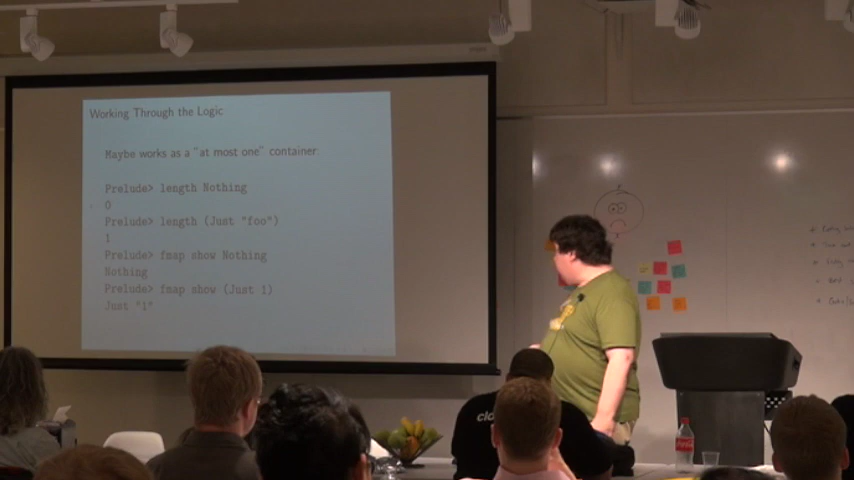 Working Through the Logic
Maybe works as a "at most one" container:
Prelude> length Nothing
0
Prelude> length (Just "foo")
1
Prelude> fmap show Nothing
Nothing
Prelude> fmap show (Just 1)
Just "1"